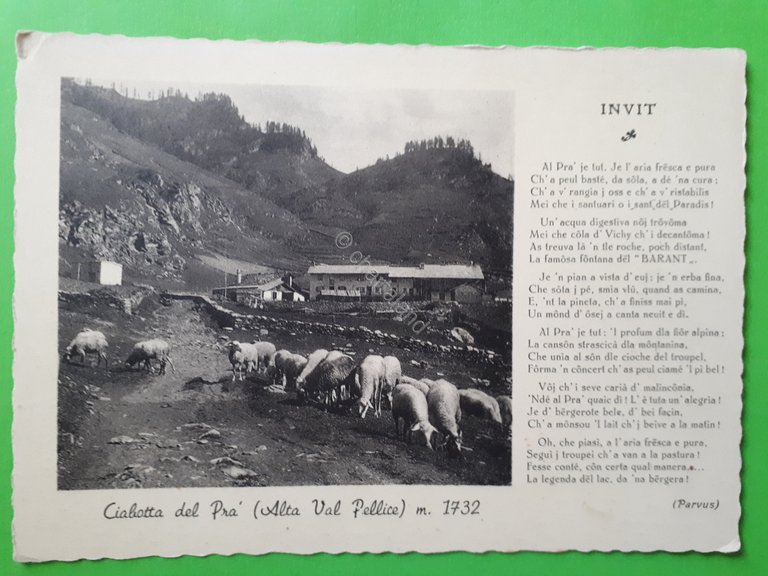 INVIT
Al Pra' je tut. Je l'aria frësca e pura
Ch'a peul basté, da sôla, a dé 'na cura;
Ch'a v'rangia j oss e ch'a v'ristabilis
Mei che i santuari o i sant dël Paradis!
Un'acqua digestiva nôj trôvôma
Mei che côla d'Vichy ch'i decantôma!
As treuva là 'n tle roche, poch distant,
La famôsa fôntana dël "BARANT„.
Je 'n pian a vista d'euj; je 'n erba fina,
Che sôta j pé, smia vlú, quand as camina,
E, 'nt la pineta, ch'a finiss mai pi,
Un mônd d'ôsej a canta neuit e dì.
Al Pra' je tut: 'l profum dla fiôr alpina;
La cansôn strascicà dla môntanina,
Che unia al sôn dle cioche del troupel,
Fôrma 'n côncert ch'as peul ciamé 'l pi bel!
Vôj ch'i seve carià d'malincônia,
'Ndé al Pra' quaic dì! L'è tuta un'alegria!
Je d'bërgerote bele, d'bei façin,
Ch'a mônsou 'l lait ch'j beive a la matin!
Oh, che piasì, a l'aria frësca e pura,
Seguì j troupei ch'a van a la pastura!
Fesse conté, côn certa qual manera....
La legenda dël lac, da 'na bërgera!
(Parvus)
Ciabotta del Pra' (Alta Val Pellice) m. 1732